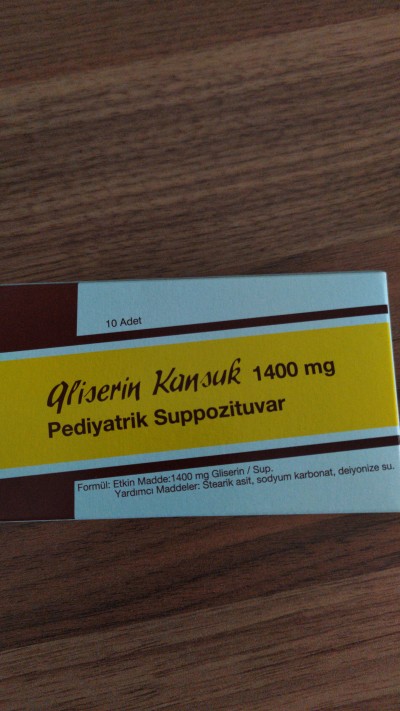 10 Adet
Gliserin Kansuk 1400 mg
Pediyatrik Suppozituvar
Formül: Etkin Madde:1400 mg Gliserin / Sup.
Yardımcı Maddeler: Stearik asit, sodyum karbonat, deiyonize su.